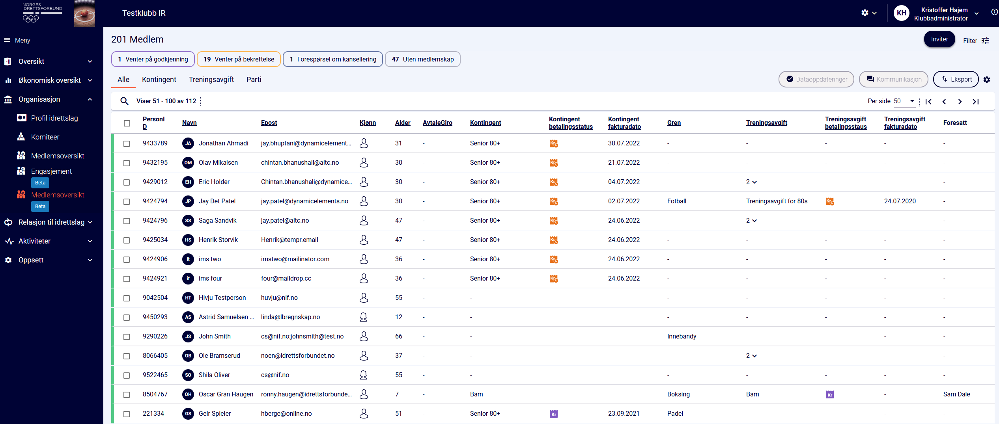 NORGES
IDRETTSFORBUND
Testklubb IR
KH
Kristoffer Hajem
Klubbadministrator
Meny
Oversikt
Økonomisk oversikt
Organisasjon
Profil idrettslag
Komiteer
Medlemsoversikt
Engasjement
Beta
Medlemsoversikt
Beta
Relasjon til idrettslag
Aktiviteter
Oppsett
201 Medlem
Inviter
Filter
1 Venter på godkjenning
19 Venter på bekreftelse
1 Forespørsel om kansellering
47 Uten medlemskap
Alle Kontingent Treningsavgift Parti
Dataoppdateringer
Kommunikasjon
Eksport
Viser 51 - 100 av 112
Per side 50
PersonI
D
Navn
Epost
Kjønn
Alder
AvtaleGiro
Kontingent
Kontingent
betalingsstatus
Kontingent
fakturadato
Gren
Treningsavgift
Treningsavgift
betalingsstaus
Treningsavgift
fakturadato
Foresatt
9433789 JA Jonathan Ahmadi jay.bhuptani@dynamicelement... 31 - Senior 80+ Kr 30.07.2022 - - - - -
9432195 OM Olav Mikalsen chintan.bhanushali@aitc.no 30 - Senior 80+ Kr 21.07.2022 - - - - -
9429012 EH Eric Holder Chintan.bhanushali@dynamice... 30 - Senior 80+ Kr 04.07.2022 2 -
9424794 JP Jay Det Patel jay.patel@dynamicelements.no 30 - Senior 80+ Kr 02.07.2022 Fotball Treningsavgift for 80s Kr 24.07.2020 -
9424796 SS Saga Sandvik jay.patel@aitc.no 47 - Senior 80+ Kr 24.06.2022 2 -
9425034 HS Henrik Storvik Henrik@tempr.email 47 - Senior 80+ Kr 24.06.2022 - - - - -
9424906 it ims two imstwo@mailinator.com 36 - Senior 80+ Kr 24.06.2022 - - - - -
9424921 if ims four four@maildrop.cc 36 - Senior 80+ Kr 24.06.2022 - - - - -
9042504 HT Hivju Testperson huvju@nif.no 55 - - - - - - -
9450293 AS Astrid Samuelsen ... linda@lbregnskap.no 12 - - - - - - -
9290226 JS John Smith cs@nif.no;johnsmith@test.no 66 - - Innebandy - -
8066405 OB Ole Bramserud noen@idrettsforbundet.no 37 - - 2 -
9522465 SO Shila Oliver cs@nif.no 55 - - - - - - -
8504767 OH Oscar Gran Haugen ronny.haugen@idrettsforbunde... 7 - Barn Boksing Barn Kr - Sam Dale
221334 GS Geir Spieler hberge@online.no 51 - Senior 80+ Kr 23.09.2021 Padel - -